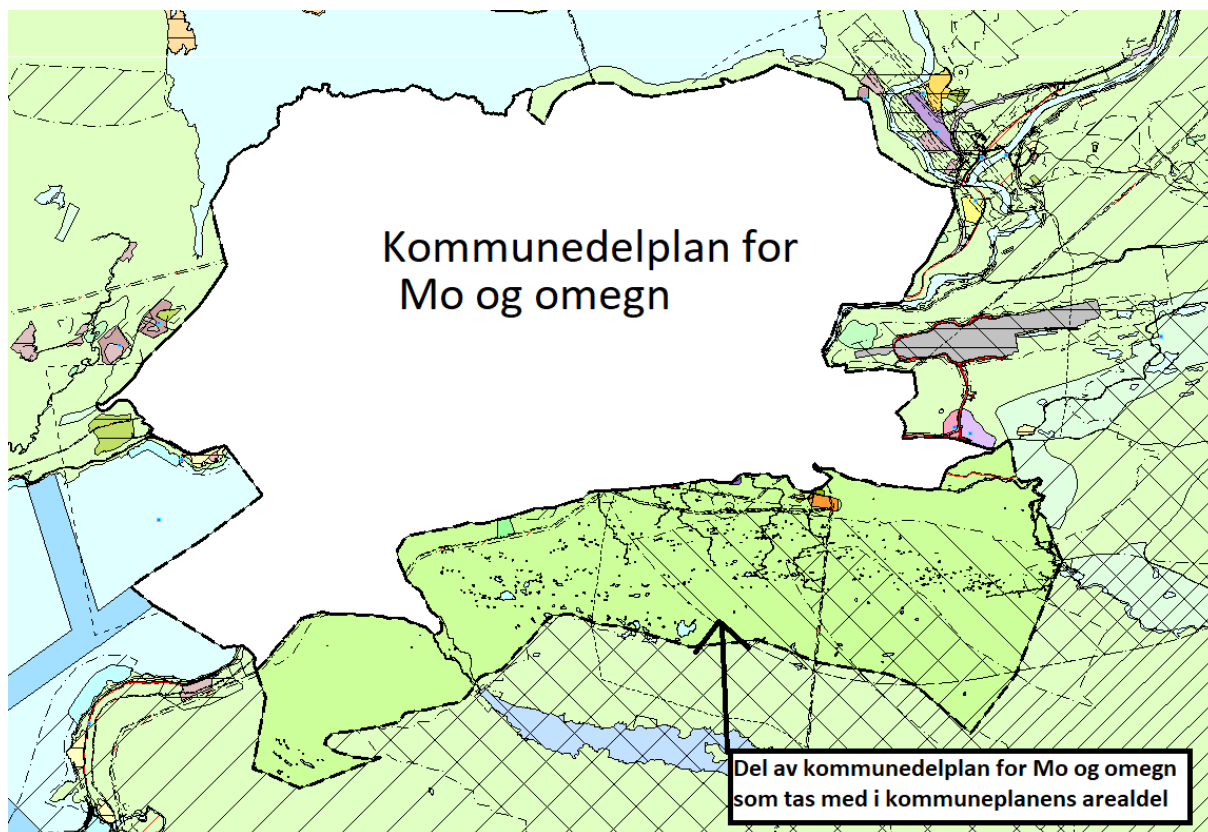 Kommunedelplan for
Mo og omegn
Del av kommunedelplan for Mo og omegn
som tas med i kommuneplanens arealdel